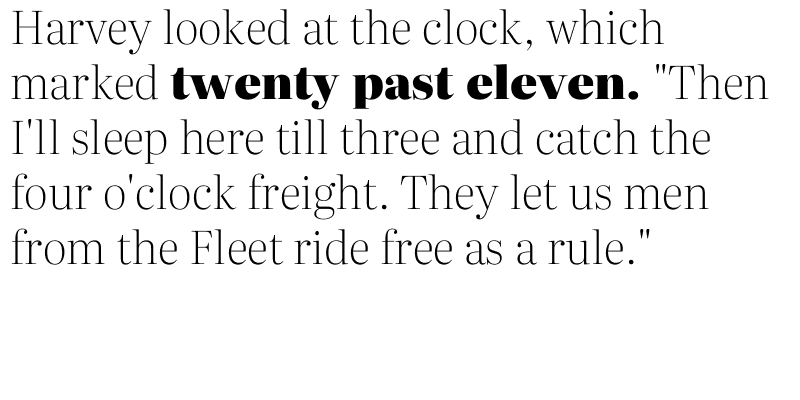 Harvey looked at the clock, which
marked twenty past eleven. "Then
I'll sleep here till three and catch the
four o'clock freight. They let us men
from the Fleet ride free as a rule."